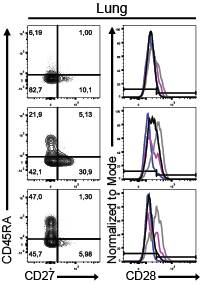 Lung
6,19 1,00
82,7 10,1
21,9 5,13
42,1 30,9
47,0 1,30
45,7 5,98
CD45RA
Normalized to Mode
CD27
CD28